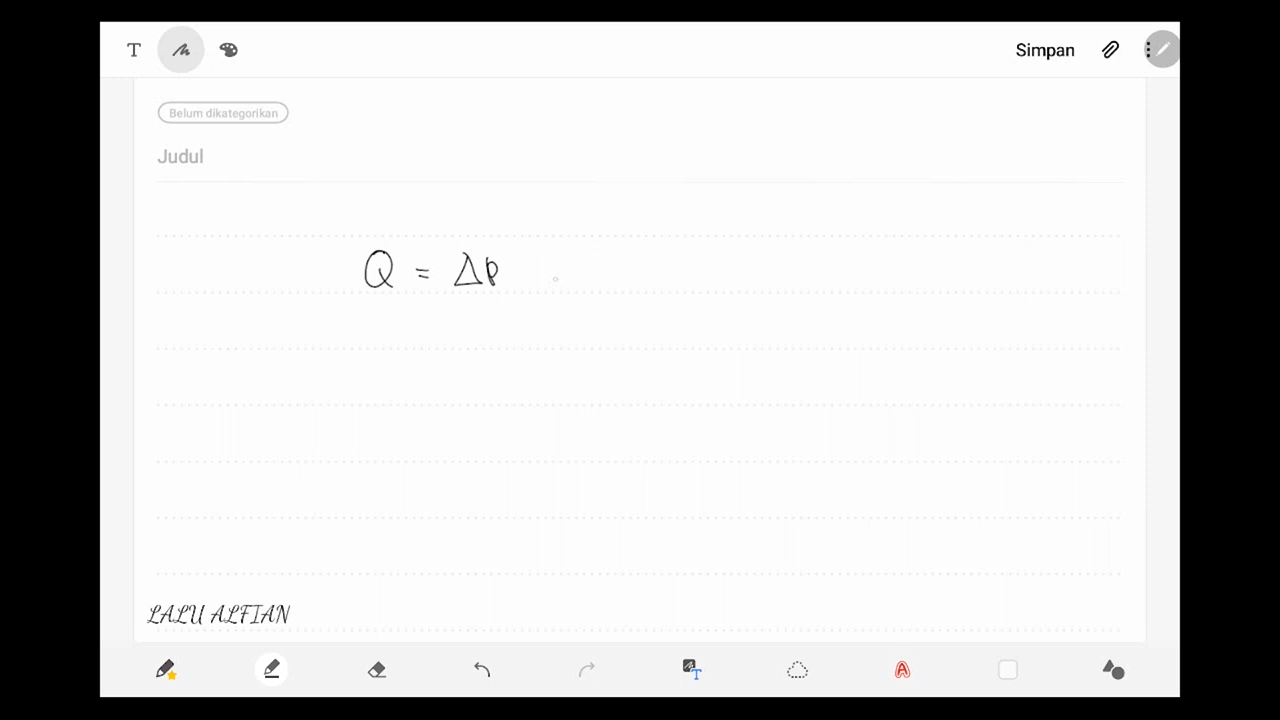 T
Simpan
Belum dikategorikan
Judul
Q = Δp
LALU ALFIAN